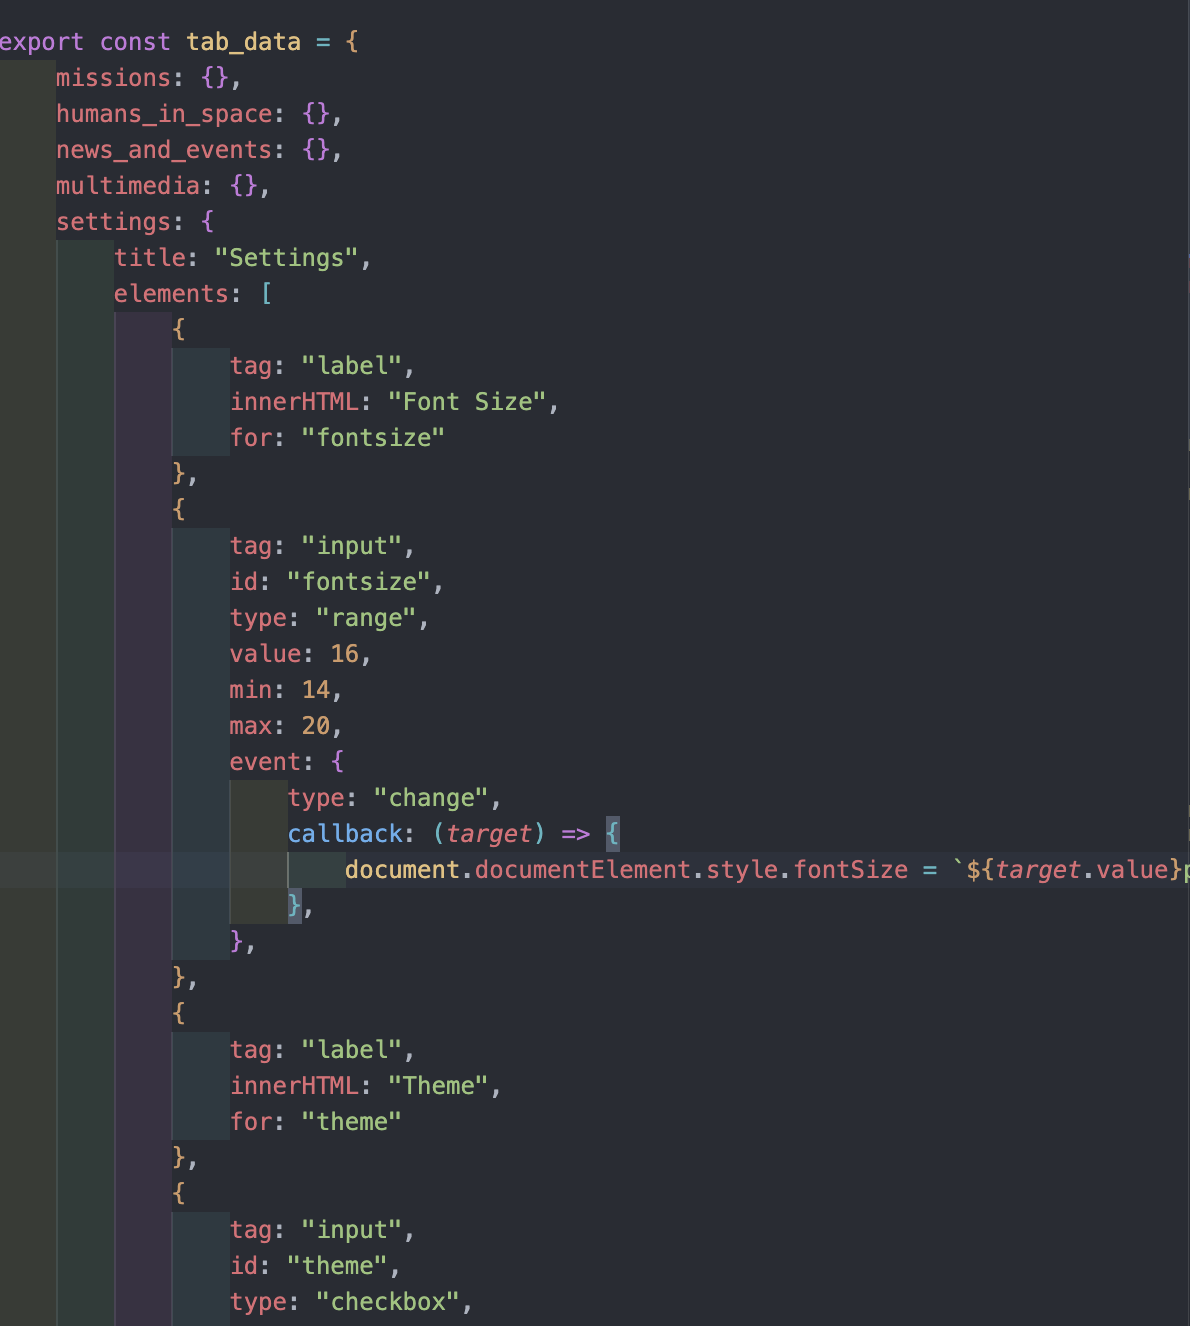 export const tab_data = {
    missions: {},
    humans_in_space: {},
    news_and_events: {},
    multimedia: {},
    settings: {
        title: "Settings",
        elements: [
            {
                tag: "label",
                innerHTML: "Font Size",
                for: "fontsize"
            },
            {
                tag: "input",
                id: "fontsize",
                type: "range",
                value: 16,
                min: 14,
                max: 20,
                event: {
                    type: "change",
                    callback: (target) => {
                        document.documentElement.style.fontSize = `${target.value}p
                    },
                },
            },
            {
                tag: "label",
                innerHTML: "Theme",
                for: "theme"
            },
            {
                tag: "input",
                id: "theme",
                type: "checkbox",